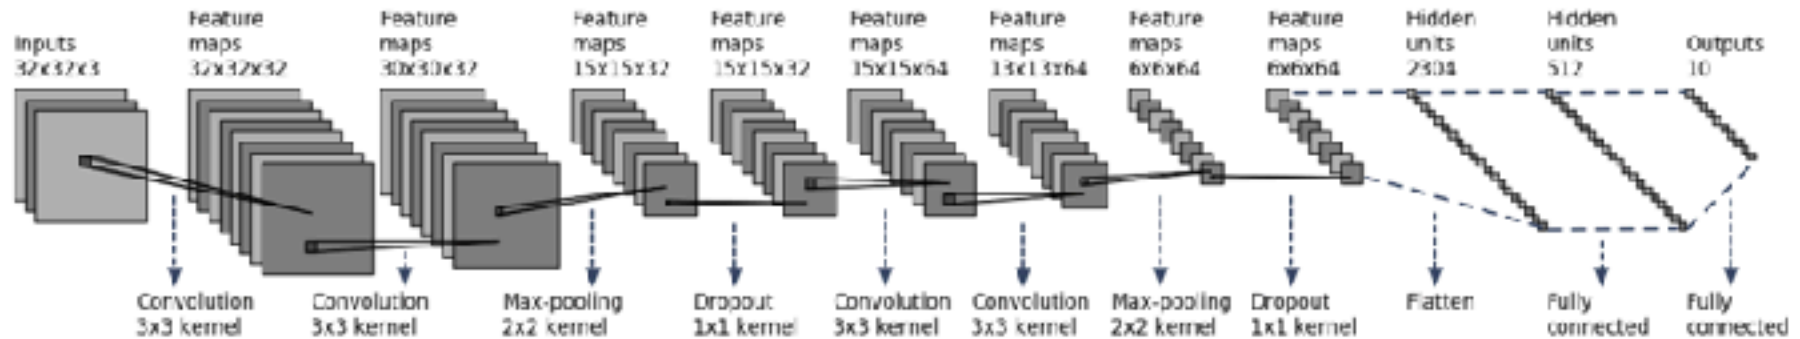 Inputs
32x32x3
Feature
maps
32x32x32
Feature
maps
30x30x32
Feature
maps
15x15x32
Feature
maps
15x15x32
Feature
maps
15x15x64
Feature
maps
13x13x64
Feature
maps
6x6x64
Feature
maps
6x6x64
Hidden
units
2304
Hidden
units
512
Outputs
10
Convolution
3x3 kernel
Convolution
3x3 kernel
Max-pooling
2x2 kernel
Dropout
1x1 kernel
Convolution
3x3 kernel
Convolution
3x3 kernel
Max-pooling
2x2 kernel
Dropout
1x1 kernel
Flatten
Fully
connected
Fully
connected